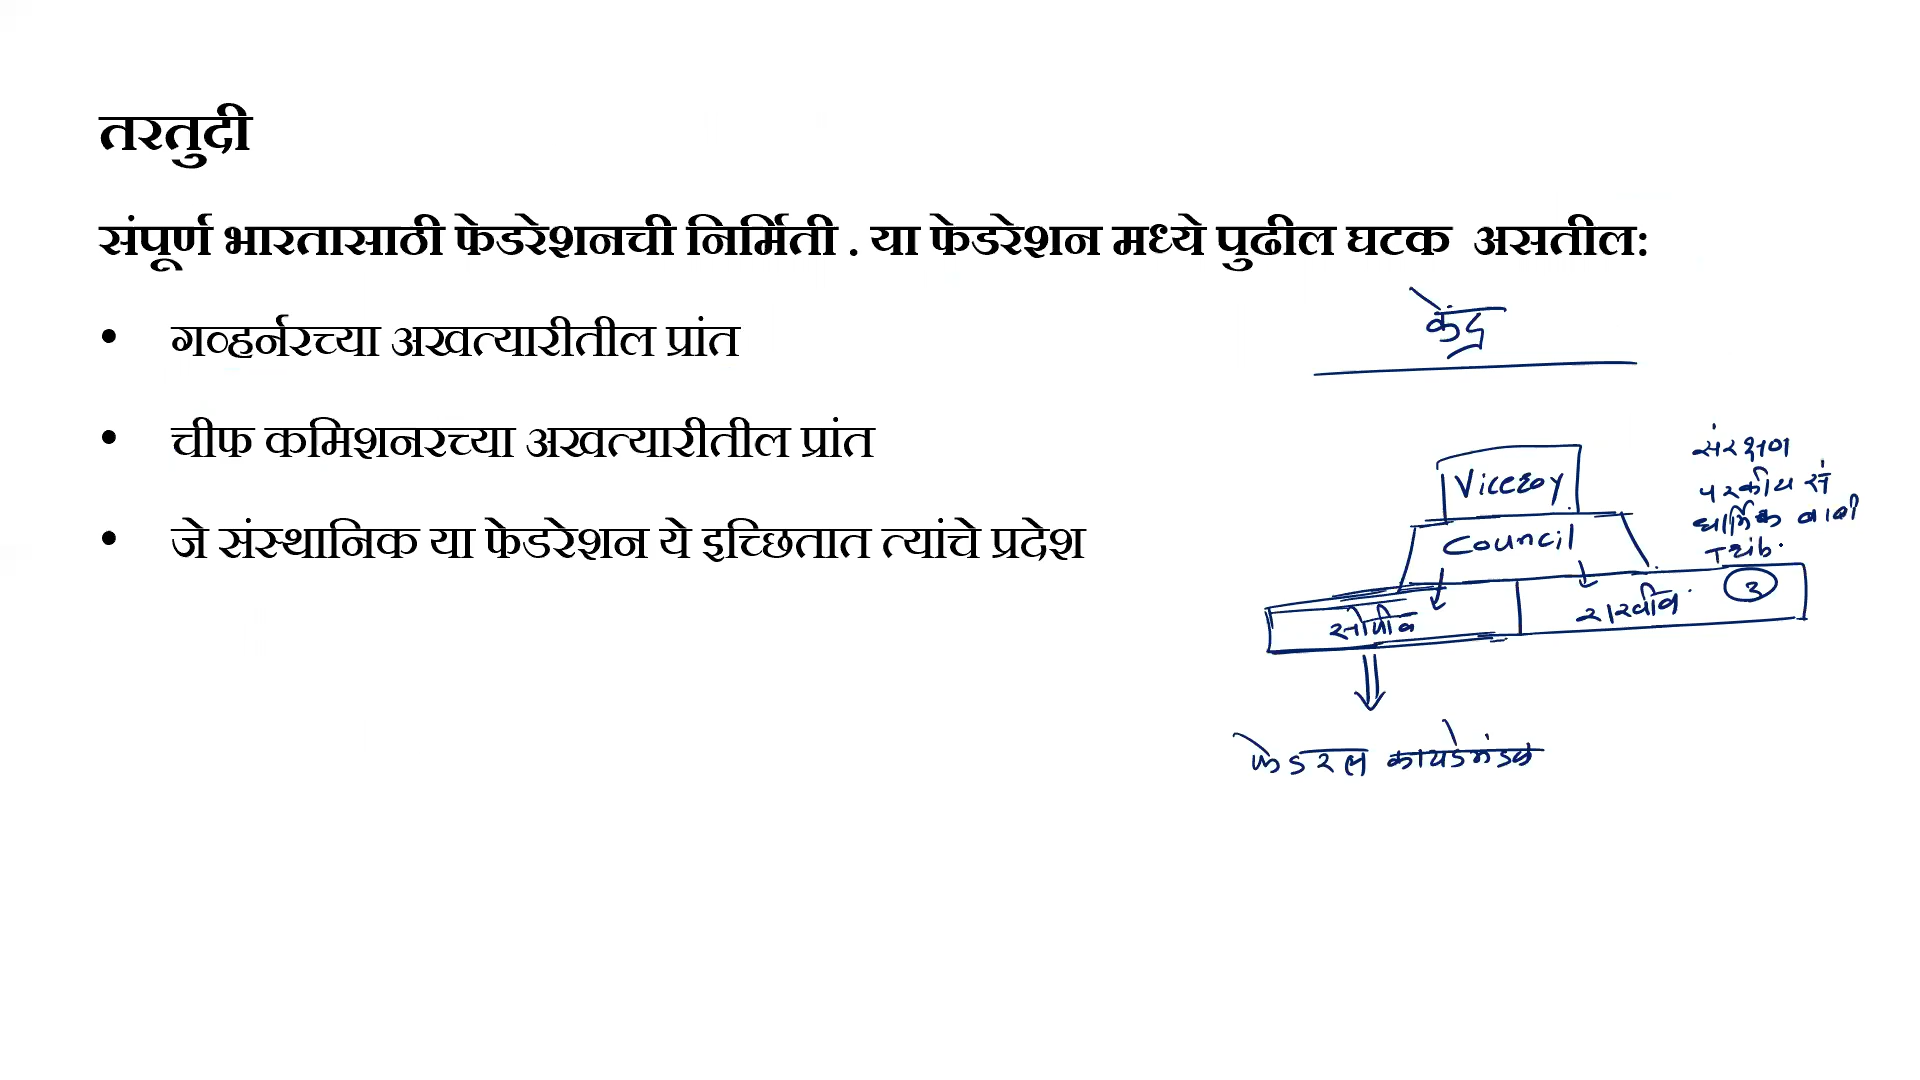 तरतुदी
संपूर्ण भारतासाठी फेडरेशनची निर्मिती . या फेडरेशन मध्ये पुढील घटक असतील:
• गव्हर्नरच्या अखत्यारीतील प्रांत
• चीफ कमिशनरच्या अखत्यारीतील प्रांत
• जे संस्थानिक या फेडरेशन ये इच्छितात त्यांचे प्रदेश
केंद्र
Viceroy
Council
संरक्षण
परकीय सं
धार्मिक बाबी
Trib.
सोपीव
राखीव
३
फेडरल कायदेमंडळ